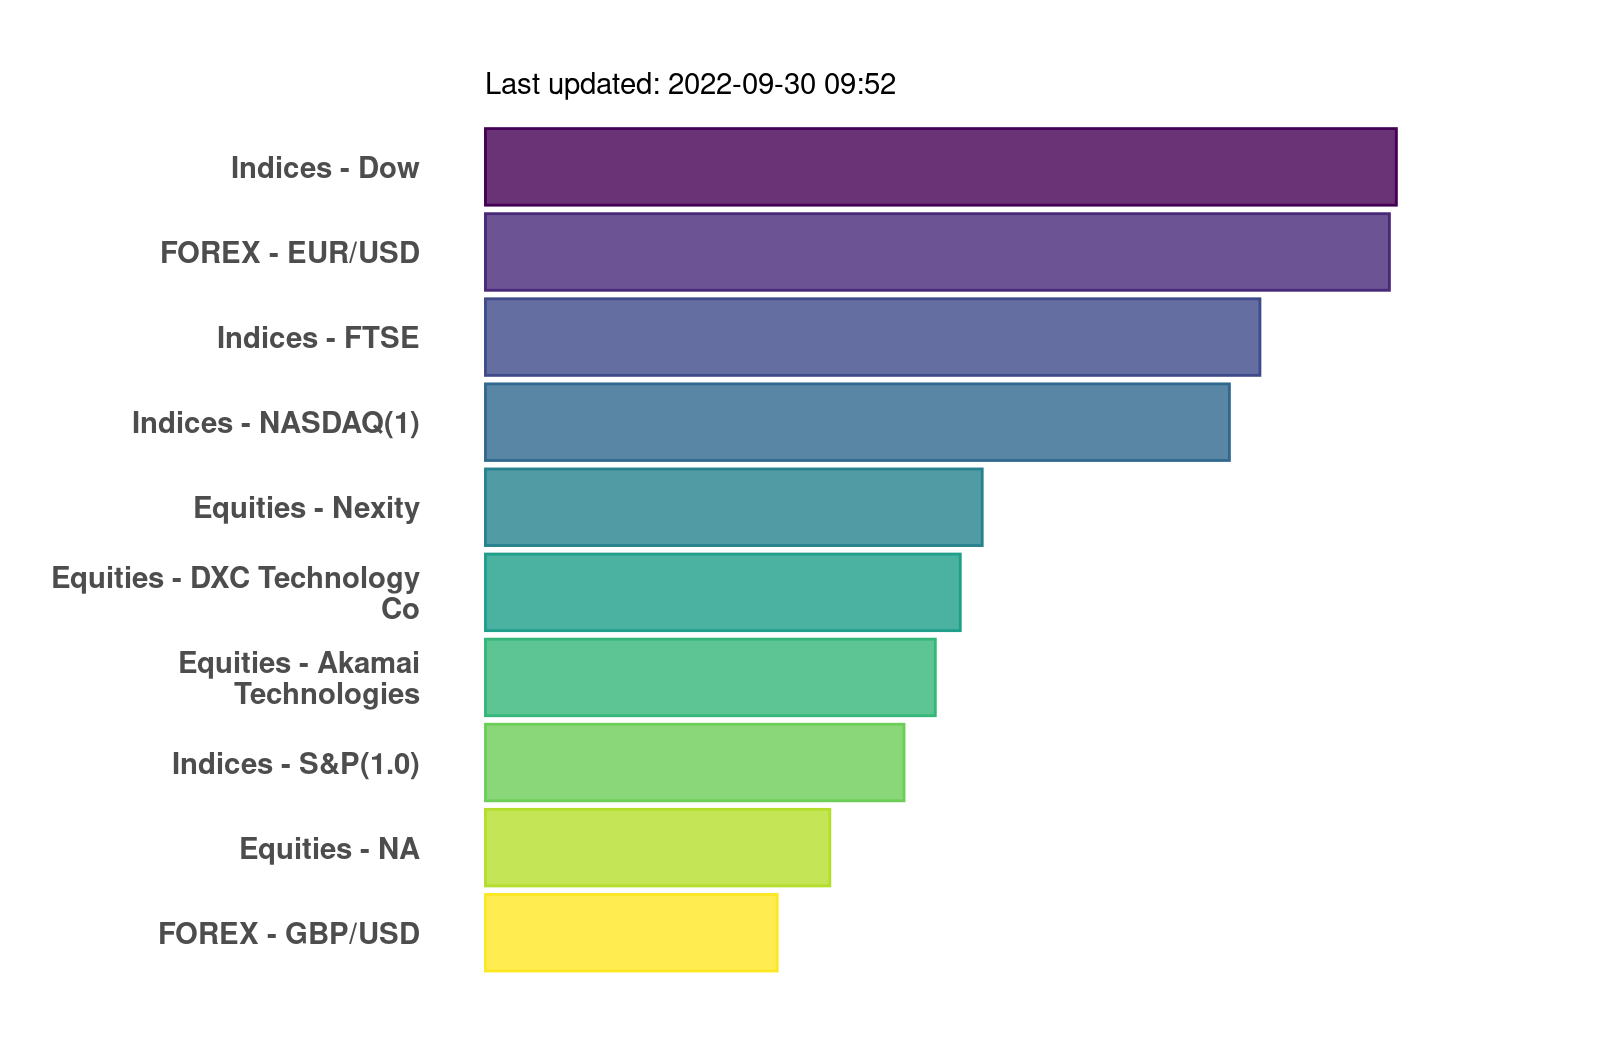 Last updated: 2022-09-30 09:52
Indices - Dow
FOREX - EUR/USD
Indices - FTSE
Indices - NASDAQ(1)
Equities - Nexity
Equities - DXC Technology
Co
Equities - Akamai
Technologies
Indices - S&P(1.0)
Equities - NA
FOREX - GBP/USD